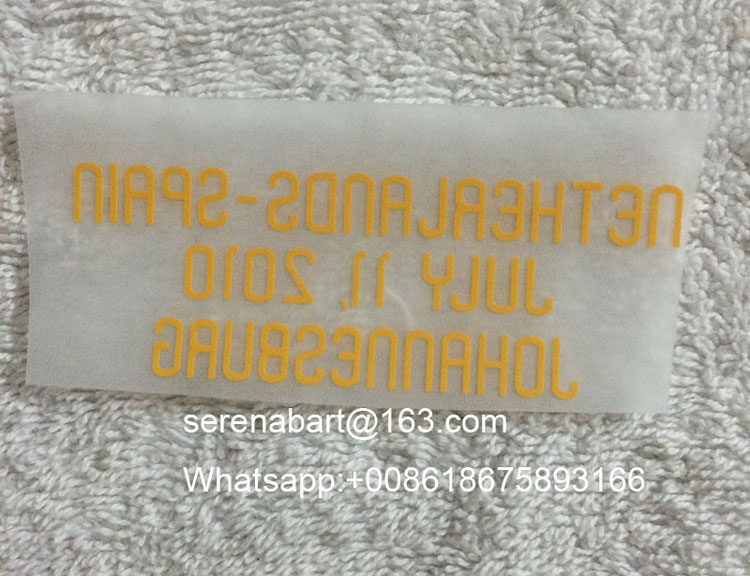 NETHERLANDS-SPAIN
JULY 11, 2010
JOHANNESBURG
serenabart@163.com
Whatsapp:+008618675893166